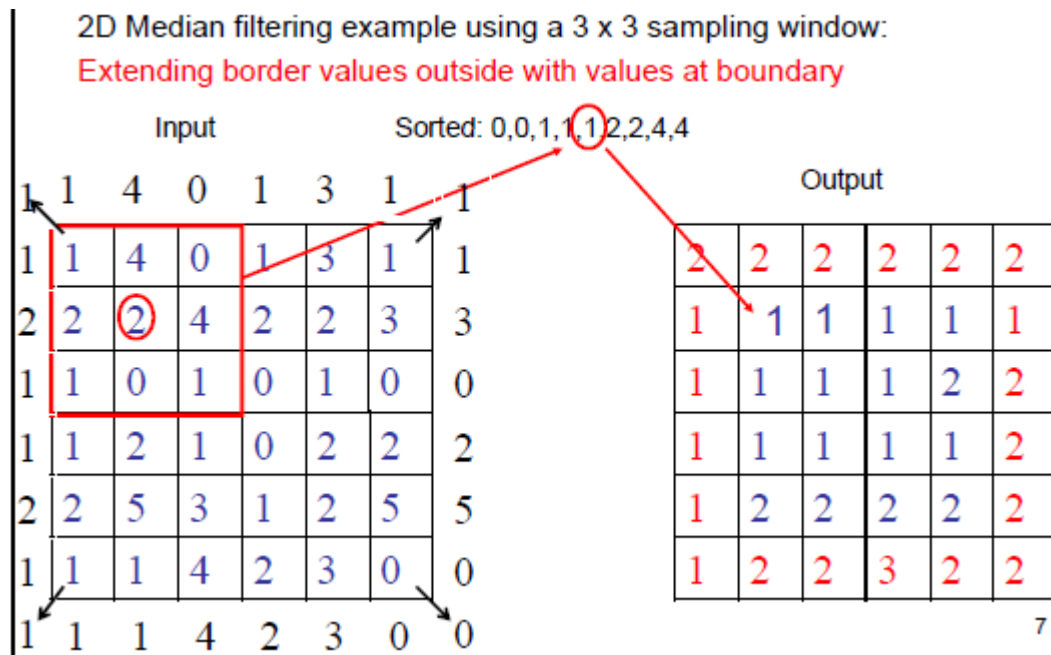 2D Median filtering example using a 3 x 3 sampling window:
Extending border values outside with values at boundary
Input
Sorted: 0,0,1,1,1,2,2,4,4
1 1 4 0 1 3 1 1
1 1 4 0 1 3 1 1
2 2 2 4 2 2 3 3
1 1 0 1 0 1 0 0
1 1 2 1 0 2 2 2
2 2 5 3 1 2 5 5
1 1 1 4 2 3 0 0
1 1 1 4 2 3 0 0
Output
2 2 2 2 2 2
1 1 1 1 1 1
1 1 1 1 2 2
1 1 1 1 1 2
1 2 2 2 2 2
1 2 2 3 2 2
7